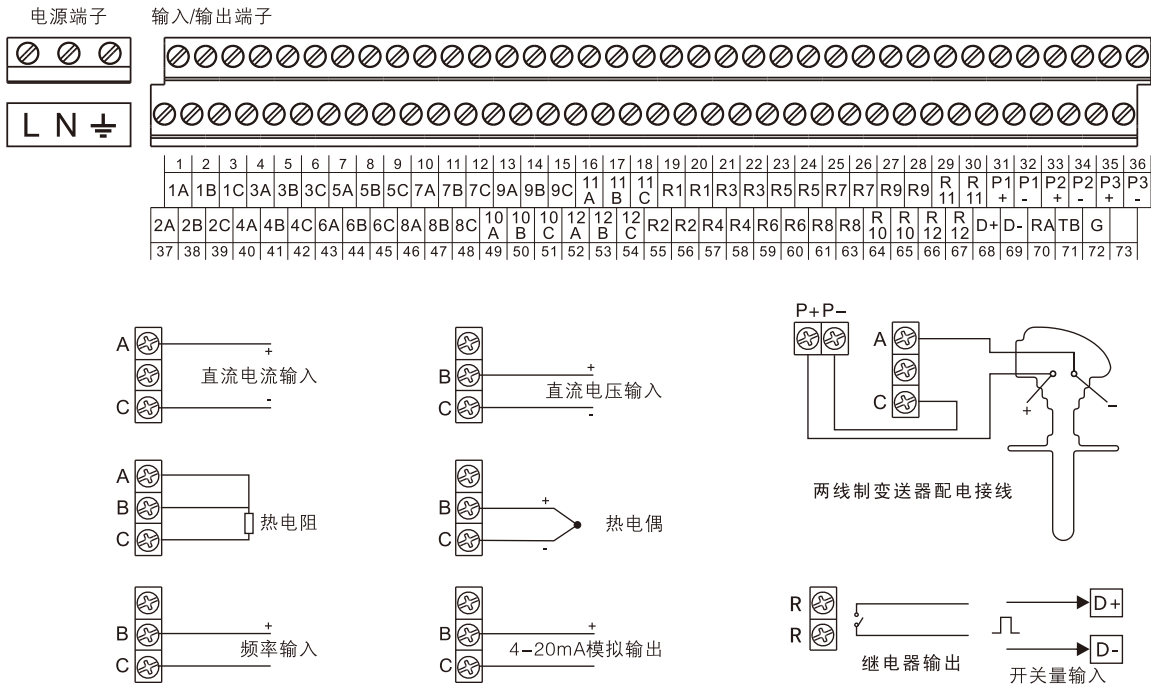 电源端子 输入/输出端子
L N
1 2 3 4 5 6 7 8 9 10 11 12 13 14 15 16 17 18 19 20 21 22 23 24 25 26 27 28 29 30 31 32 33 34 35 36
1A 1B 1C 3A 3B 3C 5A 5B 5C 7A 7B 7C 9A 9B 9C 11A 11B 11C R1 R1 R3 R3 R5 R5 R7 R7 R9 R9 R11 R11 P1+ P1- P2+ P2- P3+ P3-
2A 2B 2C 4A 4B 4C 6A 6B 6C 8A 8B 8C 10A 10B 10C 12A 12B 12C R2 R2 R4 R4 R6 R6 R8 R8 R10 R10 R12 R12 D+ D- RA TB G
37 38 39 40 41 42 43 44 45 46 47 48 49 50 51 52 53 54 55 56 57 58 59 60 61 63 64 65 66 67 68 69 70 71 72 73
A
+
直流电流输入
C
-
B
+
直流电压输入
C
-
P+ P-
A
C
+
-
两线制变送器配电接线
A
B
热电阻
C
B
+
热电偶
C
-
B
+
频率输入
C
B
+
4-20mA模拟输出
C
R
R
继电器输出
D+
D-
开关量输入